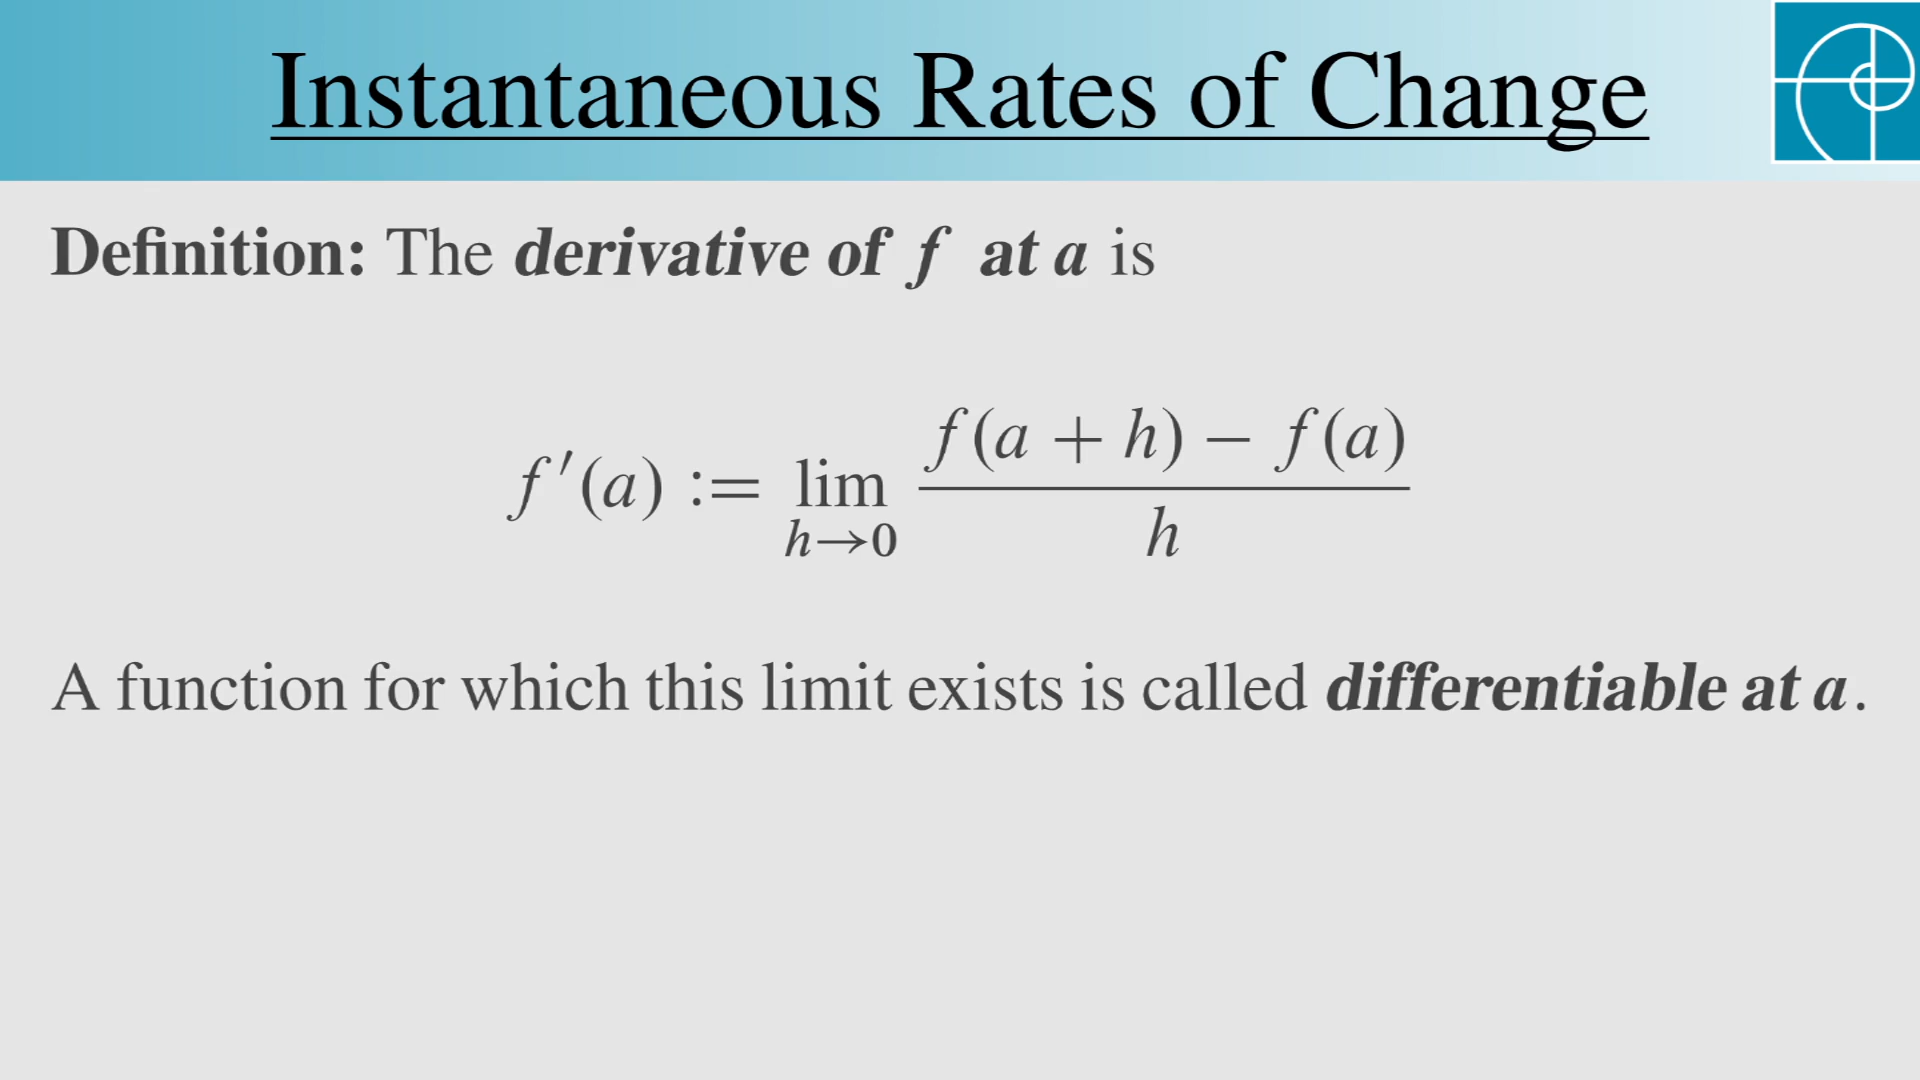 Instantaneous Rates of Change
Definition: The derivative of f at a is
f′(a) := lim_{h→0} \frac{f(a + h) − f(a)}{h}
A function for which this limit exists is called differentiable at a.